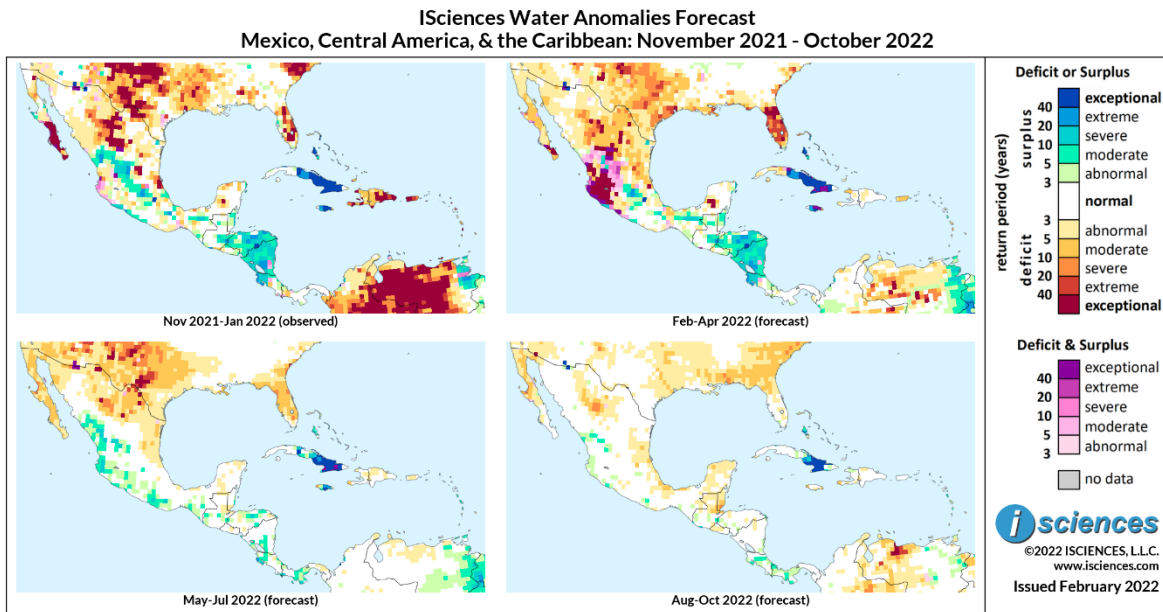 ISciences Water Anomalies Forecast
Mexico, Central America, & the Caribbean: November 2021 - October 2022
Nov 2021-Jan 2022 (observed)
Feb-Apr 2022 (forecast)
May-Jul 2022 (forecast)
Aug-Oct 2022 (forecast)
Deficit or Surplus
return period (years)
surplus
deficit
exceptional
40
extreme
20
severe
10
moderate
5
abnormal
3
normal
3
abnormal
5
moderate
10
severe
20
extreme
40
exceptional
Deficit & Surplus
exceptional
40
extreme
20
severe
10
moderate
5
abnormal
3
no data
i sciences
©2022 ISCIENCES, L.L.C.
www.isciences.com
Issued February 2022